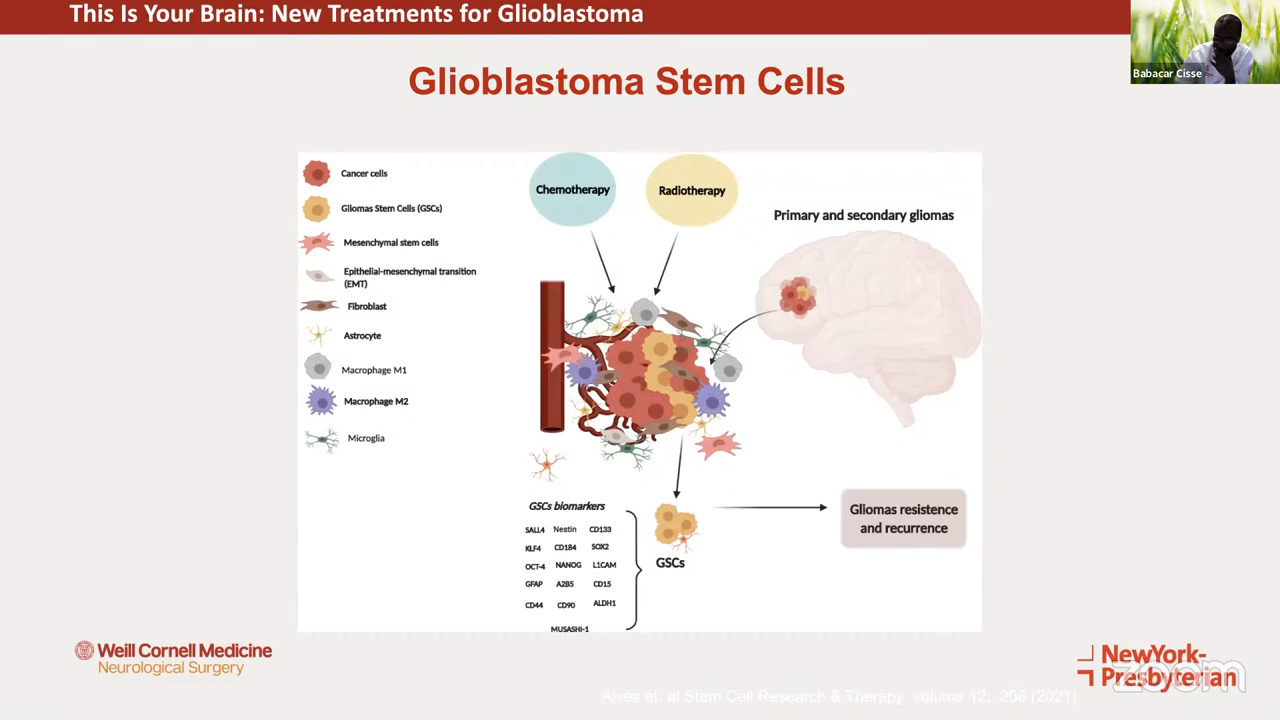 This Is Your Brain: New Treatments for Glioblastoma
Babacar Cisse
Glioblastoma Stem Cells
Cancer cells
Gliomas Stem Cells (GSCs)
Mesenchymal stem cells
Epithelial-mesenchymal transition
(EMT)
Fibroblast
Astrocyte
Macrophage M1
Macrophage M2
Microglia
Chemotherapy
Radiotherapy
Primary and secondary gliomas
GSCs biomarkers
SALL4 Nestin CD133
KLF4 CD184 SOX2
OCT-4 NANOG L1CAM
GFAP A2B5 CD15
CD44 CD90 ALDH1
MUSASHI-1
GSCs
Gliomas resistence
and recurrence
Weill Cornell Medicine
Neurological Surgery
NewYork-
Presbyterian
zoom
Alves et. al Stem Cell Research & Therapy volume 12, 206 (2021)